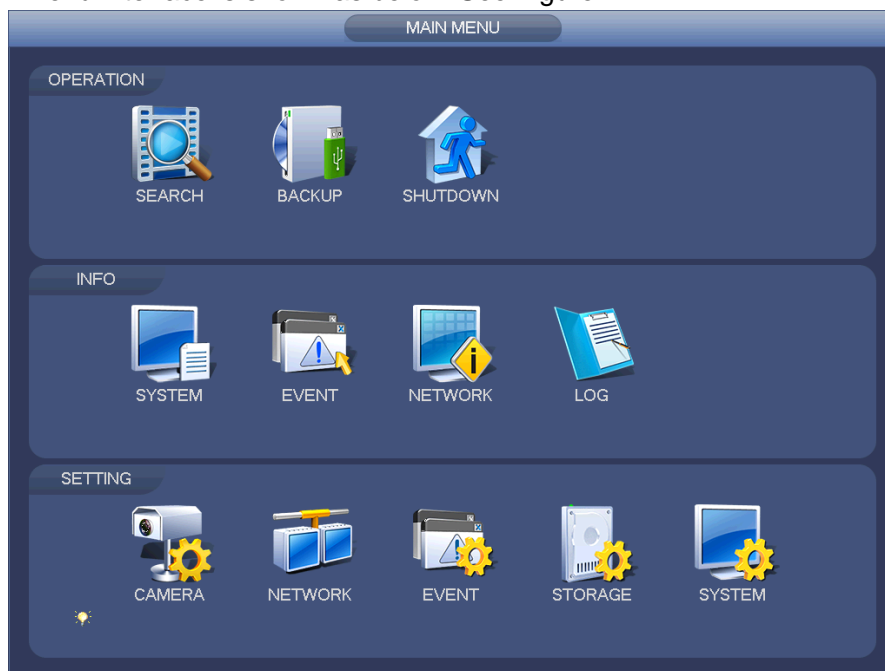 MAIN MENU
OPERATION
SEARCH BACKUP SHUTDOWN
INFO
SYSTEM EVENT NETWORK LOG
SETTING
CAMERA NETWORK EVENT STORAGE SYSTEM